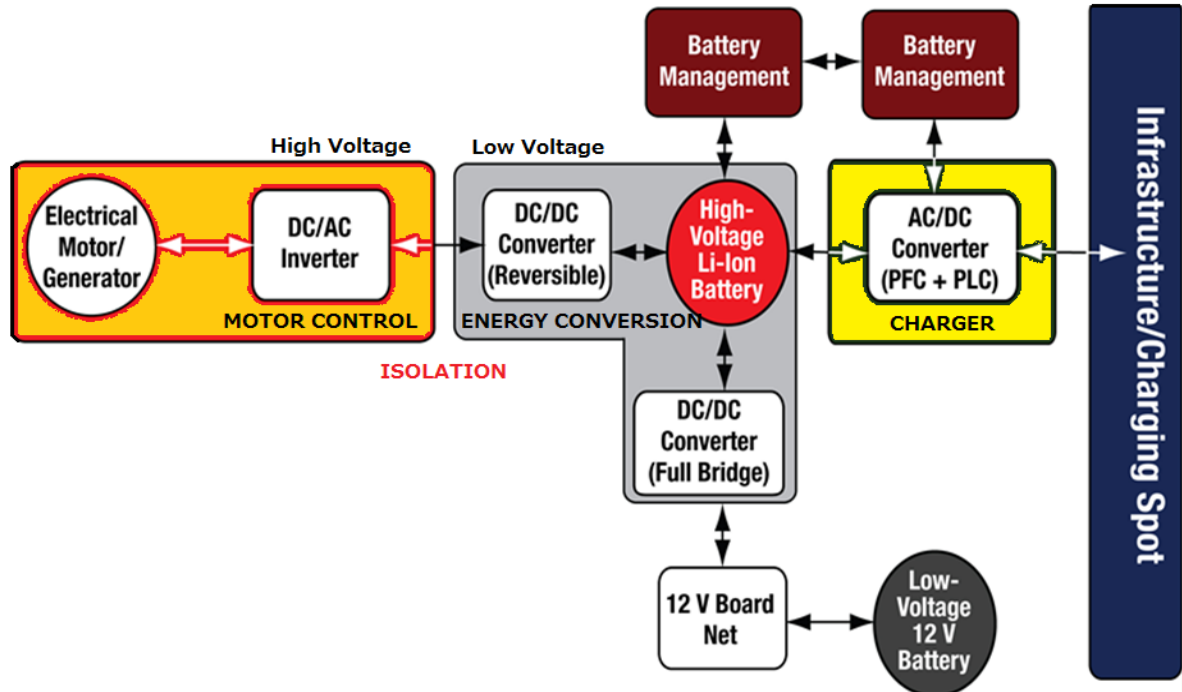 Battery
Management
Battery
Management
High Voltage
Low Voltage
Electrical
Motor/
Generator
DC/AC
Inverter
MOTOR CONTROL
DC/DC
Converter
(Reversible)
High-
Voltage
Li-Ion
Battery
ENERGY CONVERSION
AC/DC
Converter
(PFC + PLC)
CHARGER
ISOLATION
DC/DC
Converter
(Full Bridge)
12 V Board
Net
Low-
Voltage
12 V
Battery
Infrastructure/Charging Spot